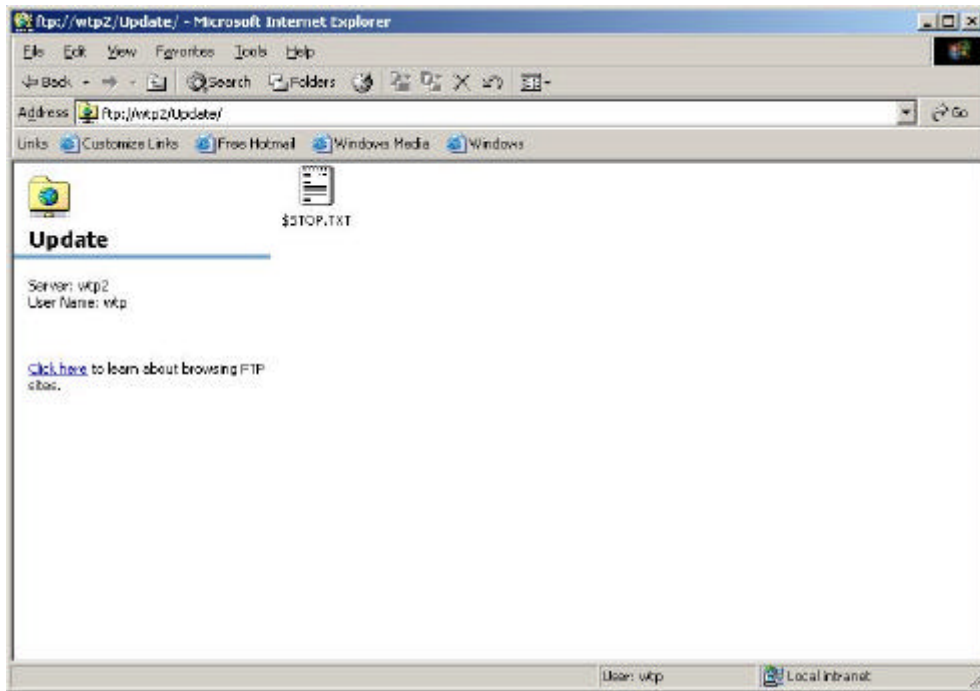 ftp://wtp2/Update/ - Microsoft Internet Explorer
File Edit View Favorites Tools Help
Back Search Folders
Address ftp://wtp2/Update/ Go
Links Customize Links Free Hotmail Windows Media Windows
$STOP.TXT
Update
Server: wtp2
User Name: wtp
Click here to learn about browsing FTP
sites.
User: wtp Local intranet